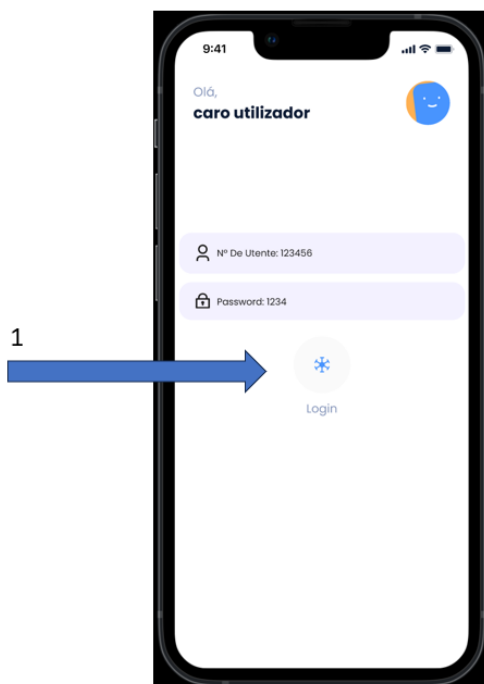 9:41
Olá,
caro utilizador
Nº De Utente: 123456
Password: 1234
1
Login